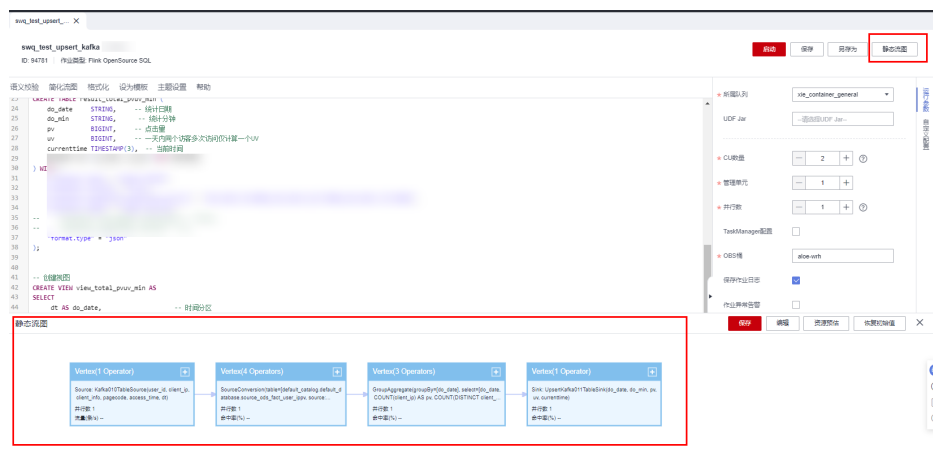 swq_test_upsert_... X
swq_test_upsert_kafka
ID: 94781 作业类型: Flink OpenSource SQL
启动 保存 另存为 静态流图
语义校验 简化流图 格式化 设为模版 主题设置 帮助
23 CREATE TABLE result_total_pvuv_min (
24 do_date STRING, -- 统计日期
25 do_min STRING, -- 统计分钟
26 pv BIGINT, -- 点击量
27 uv BIGINT, -- 一天内同个访客多次访问仅计算一个UV
28 currenttime TIMESTAMP(3), -- 当前时间
29
30 ) WI
31
32
33
34
35 --
36 --
37 'format.type' = 'json'
38 );
39
40
41 -- 创建视图
42 CREATE VIEW view_total_pvuv_min AS
43 SELECT
44 dt AS do_date, -- 时间分区
* 所属队列 xie_container_general
UDF Jar --请选择UDF Jar--
* CU数量 2
* 管理单元 1
* 并行数 1
TaskManager配置
* OBS桶 aloe-wrh
保存作业日志
作业异常告警
运行参数
自定义配置
静态流图
保存 编辑 资源预估 恢复初始值
Vertex(1 Operator)
Source: Kafka010TableSource(user_id, client_ip,
client_info, pagecode, access_time, dt)
并行数 1
流量(条/s) --
Vertex(4 Operators)
SourceConversion(table=[default_catalog.default_d
atabase.source_ods_fact_user_ippv, source:...
并行数 1
命中率(%) --
Vertex(3 Operators)
GroupAggregate(groupBy=[do_date], select=[do_date,
COUNT(client_ip) AS pv, COUNT(DISTINCT client_...
并行数 1
命中率(%) --
Vertex(1 Operator)
Sink: UpsertKafka011TableSink(do_date, do_min, pv,
uv, currenttime)
并行数 1
命中率(%) --